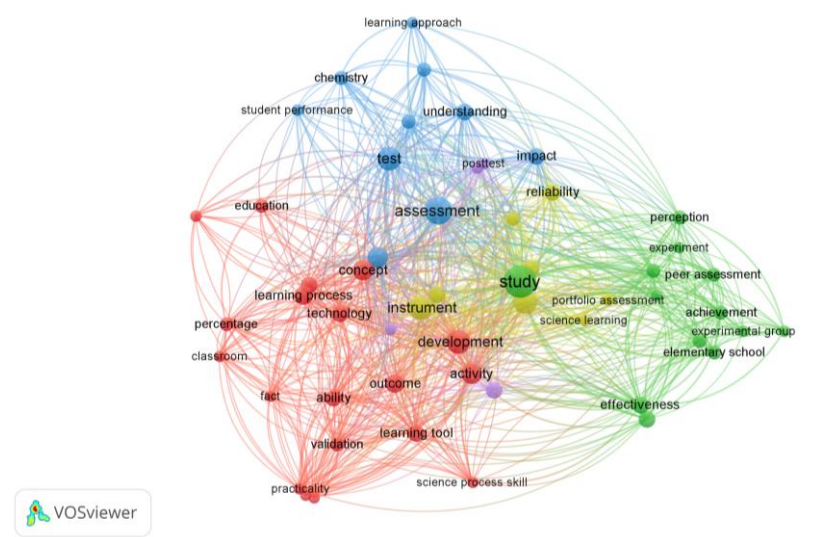 learning approach
chemistry
student performance
understanding
test
posttest
impact
reliability
education
assessment
perception
experiment
concept
peer assessment
study
learning process
portfolio assessment
instrument
technology
achievement
science learning
percentage
experimental group
development
elementary school
classroom
activity
outcome
fact
ability
effectiveness
learning tool
validation
science process skill
practicality
VOSviewer